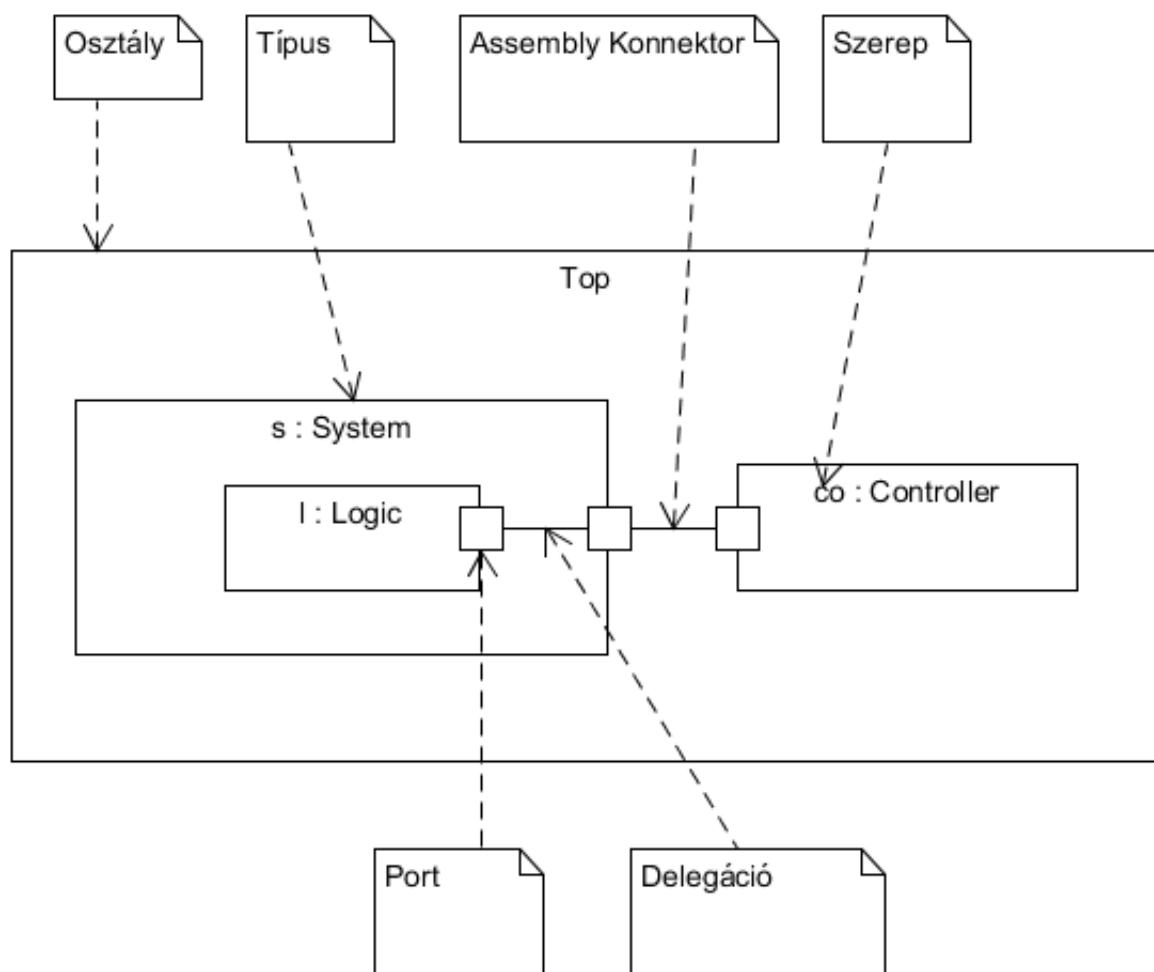 Osztály
Típus
Assembly Konnektor
Szerep
Top
s : System
l : Logic
co : Controller
Port
Delegáció